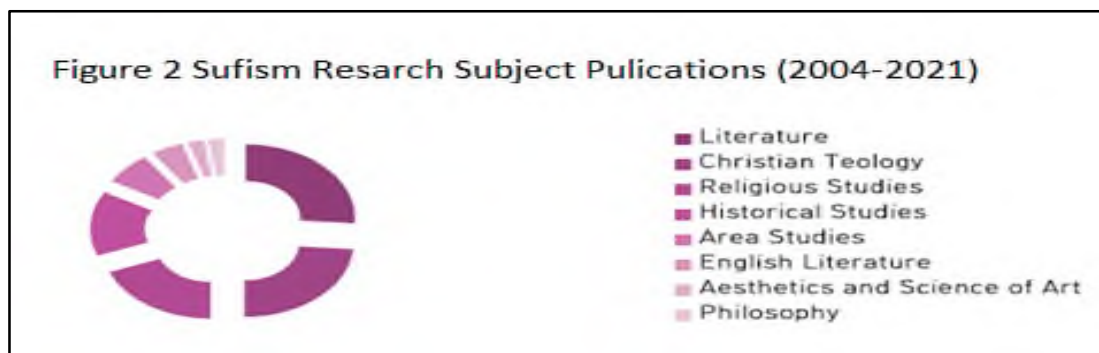 Figure 2 Sufism Resarch Subject Pulications (2004-2021)
Literature
Christian Teology
Religious Studies
Historical Studies
Area Studies
English Literature
Aesthetics and Science of Art
Philosophy